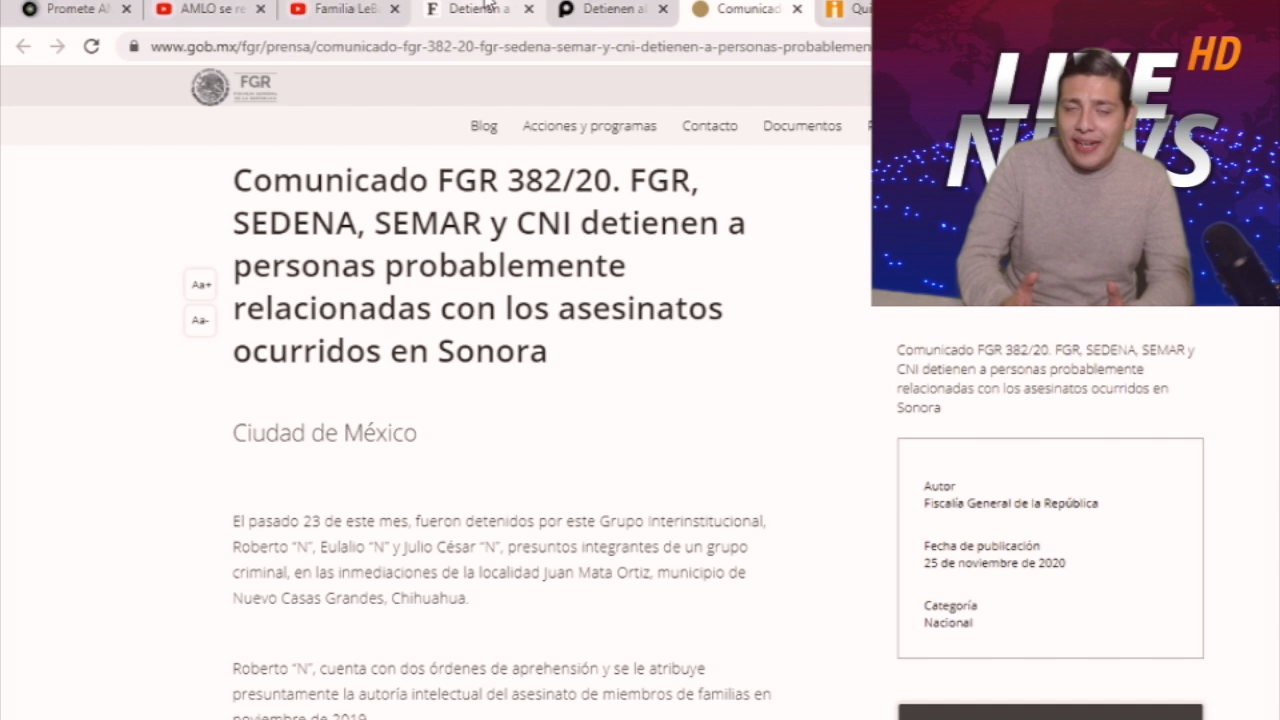 Promete A
AMLO se re
Familia LeB
Detienen a
Detienen al
Comunicad
Qui
www.gob.mx/fgr/prensa/comunicado-fgr-382-20-fgr-sedena-semar-y-cni-detienen-a-personas-probablemen
LIVE HD
NEWS
FGR
Blog
Acciones y programas
Contacto
Documentos
Comunicado FGR 382/20. FGR,
SEDENA, SEMAR y CNI detienen a
personas probablemente
relacionadas con los asesinatos
ocurridos en Sonora
Aa+
Aa-
Ciudad de México
El pasado 23 de este mes, fueron detenidos por este Grupo Interinstitucional,
Roberto “N”, Eulalio “N” y Julio César “N”, presuntos integrantes de un grupo
criminal, en las inmediaciones de la localidad Juan Mata Ortiz, municipio de
Nuevo Casas Grandes, Chihuahua.
Roberto “N”, cuenta con dos órdenes de aprehensión y se le atribuye
presuntamente la autoría intelectual del asesinato de miembros de familias en
noviembre de 2019.
Comunicado FGR 382/20. FGR, SEDENA, SEMAR y
CNI detienen a personas probablemente
relacionadas con los asesinatos ocurridos en
Sonora
Autor
Fiscalía General de la República
Fecha de publicación
25 de noviembre de 2020
Categoría
Nacional